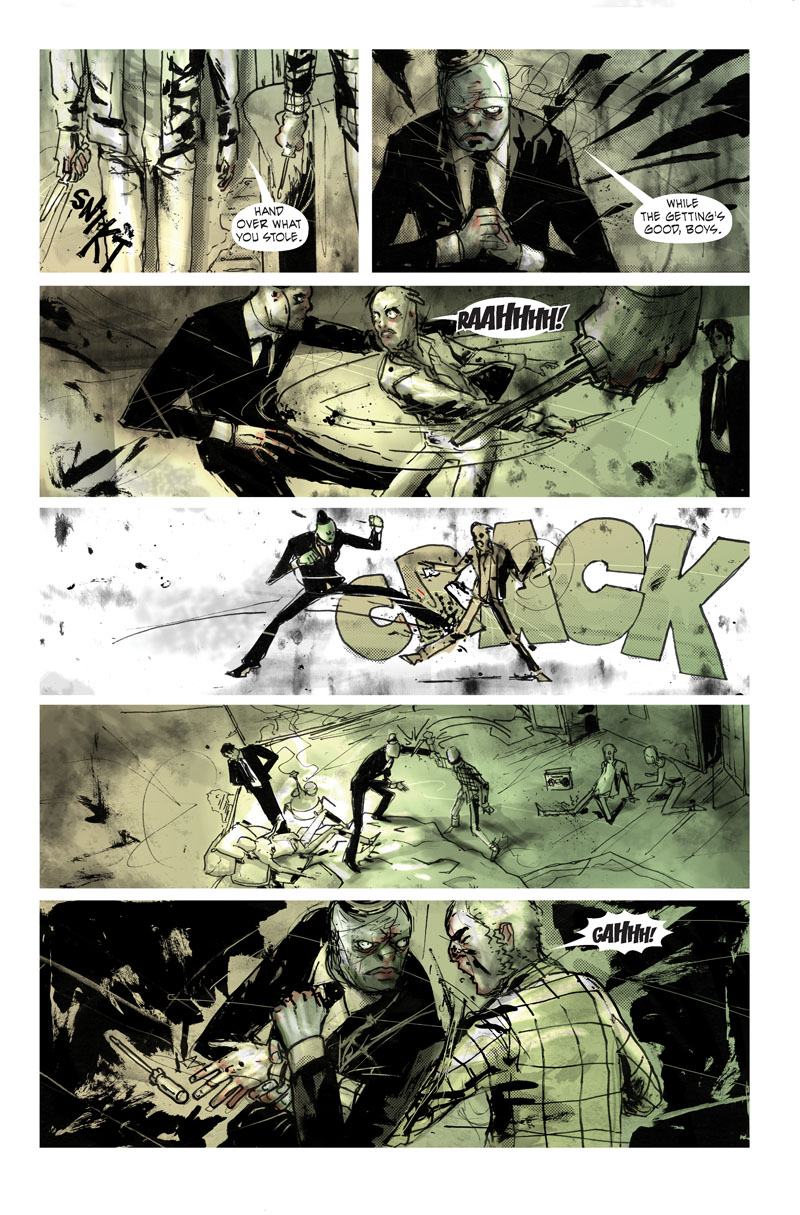 SNIKT
HAND
OVER WHAT
YOU STOLE.
WHILE
THE GETTING'S
GOOD, BOYS.
RAAHHHH!
CRACK
GAHHH!